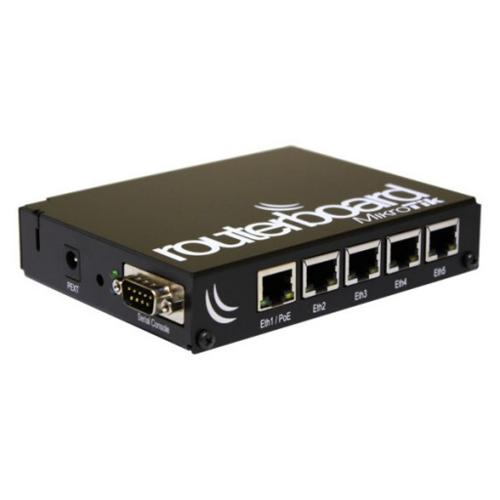 routerboard
MikroTik
PEXT
Serial Console
Eth1 / PoE
Eth2
Eth3
Eth4
Eth5